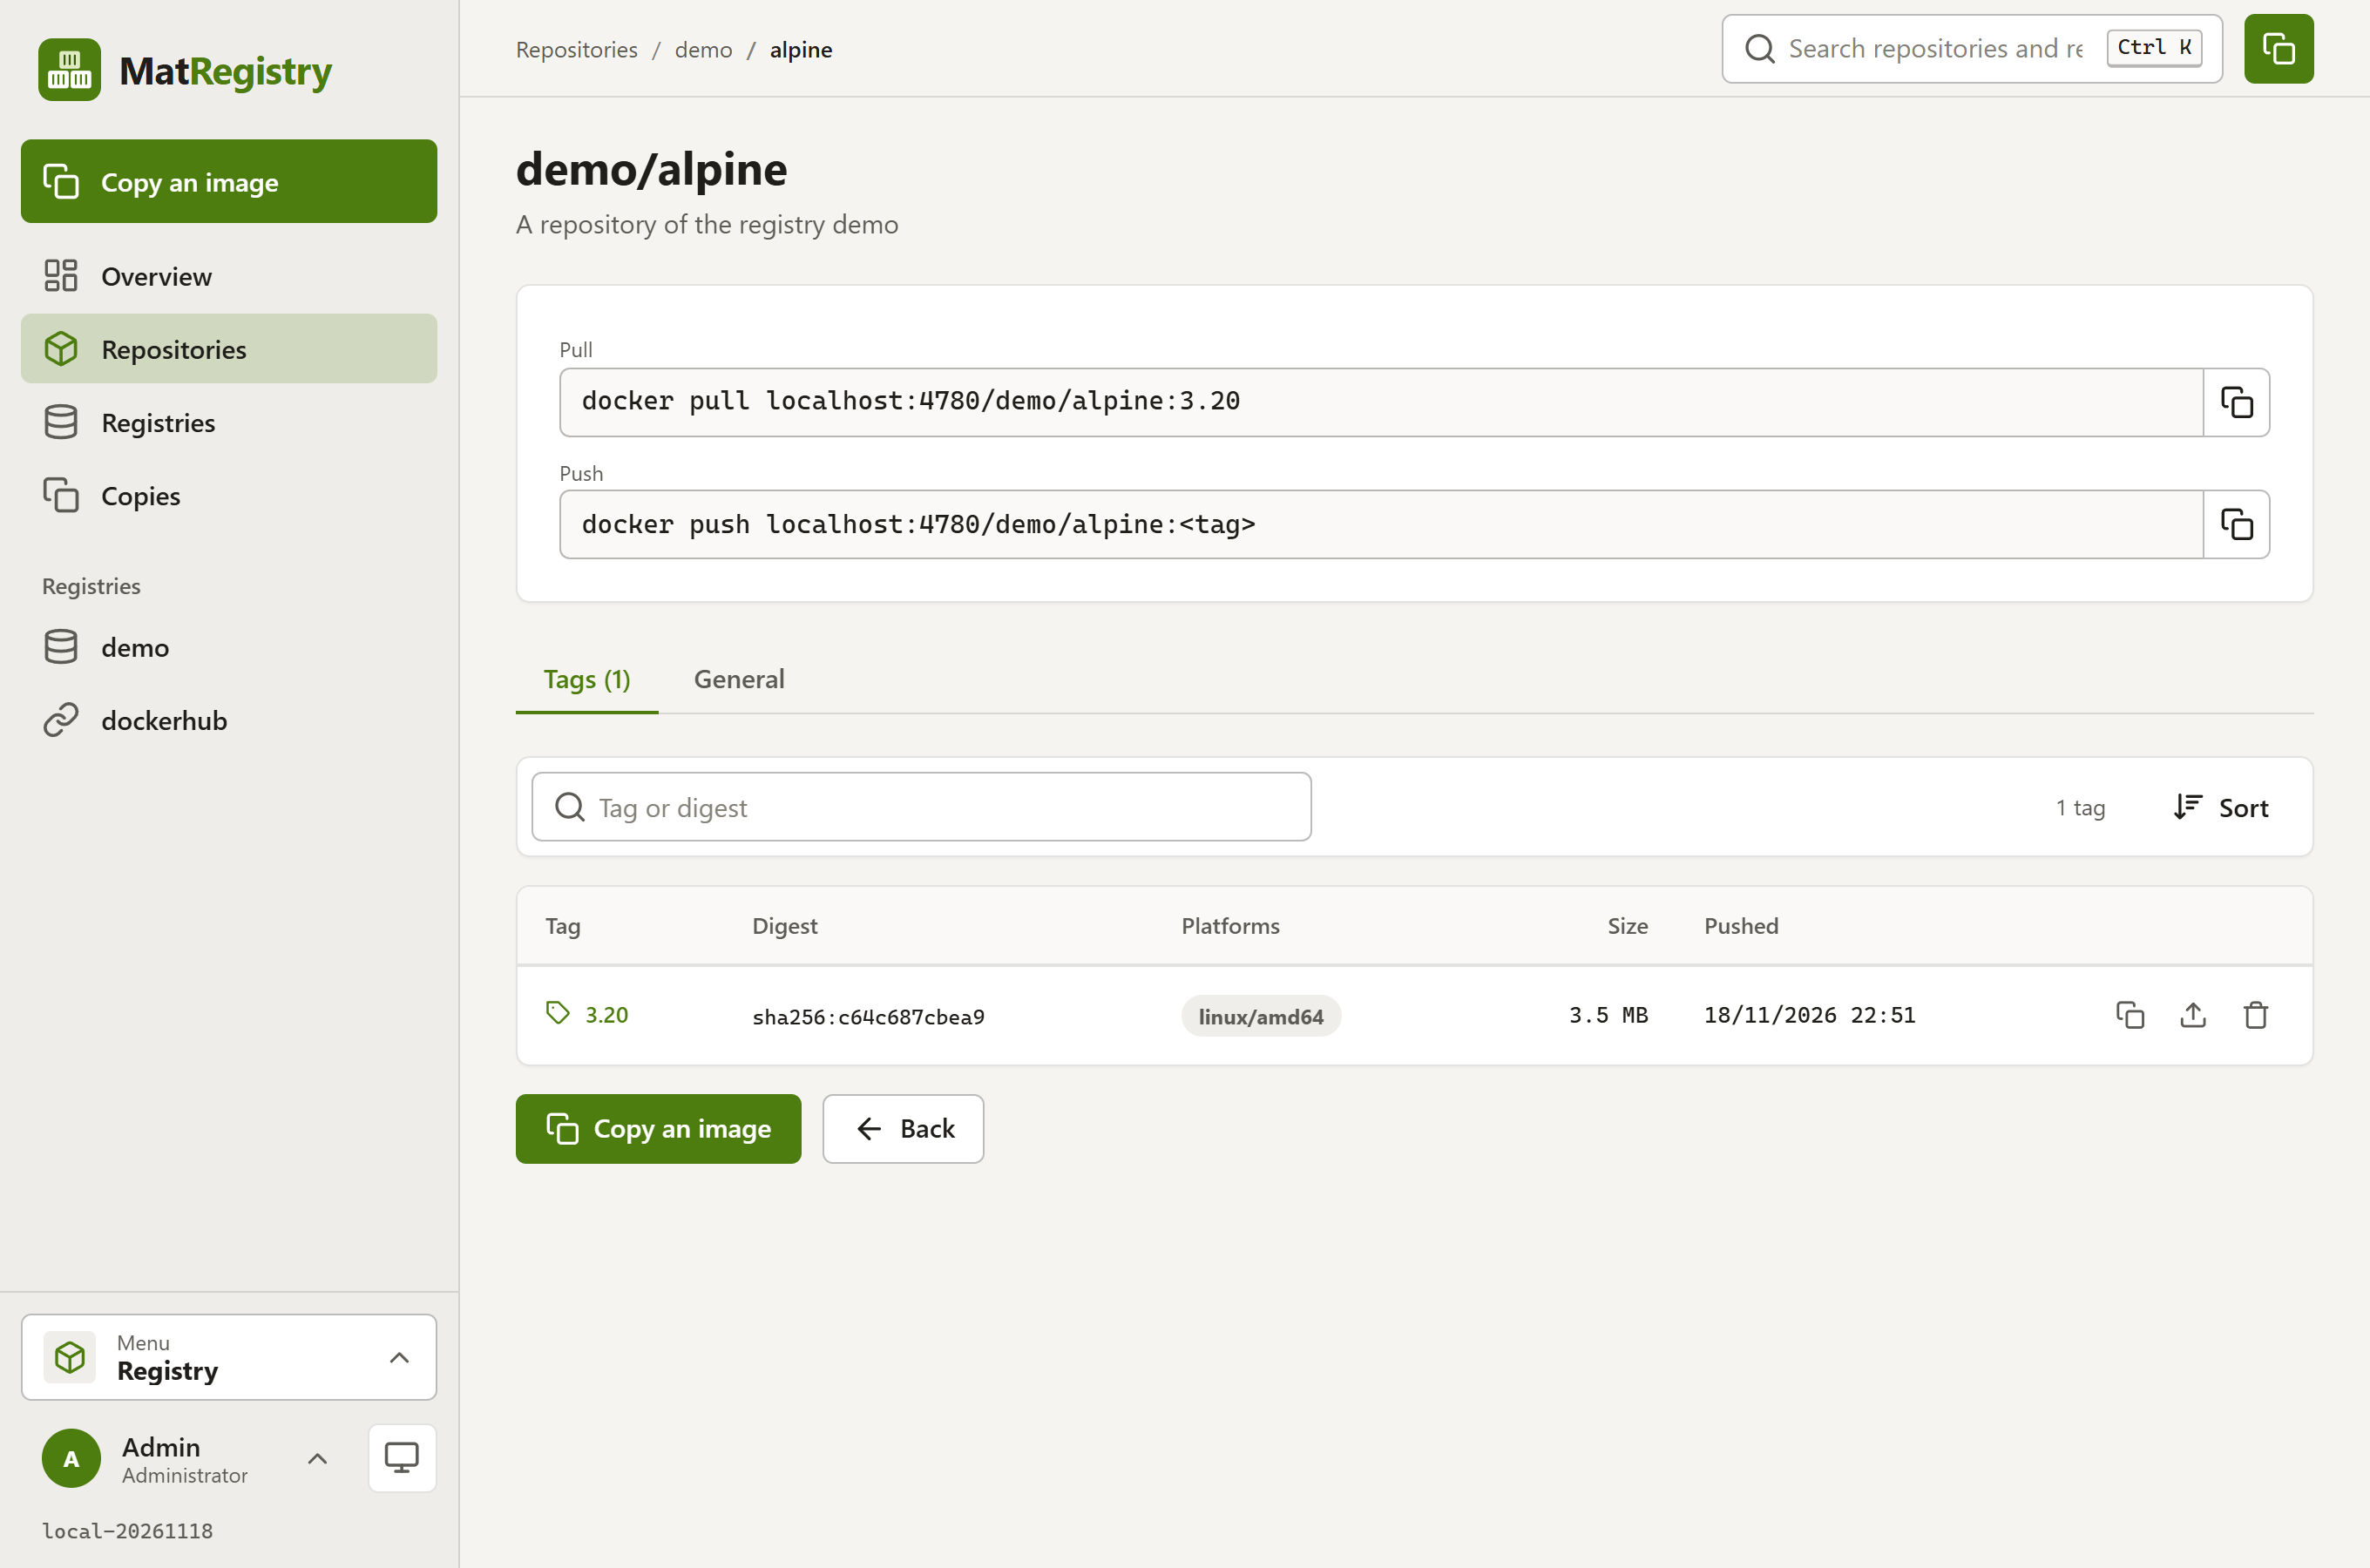 MatRegistry
Copy an image
Overview
Repositories
Registries
Copies
Registries
demo
dockerhub
Menu
Registry
A
Admin
Administrator
local-20261118
Repositories / demo / alpine
Search repositories and re
Ctrl K
demo/alpine
A repository of the registry demo
Pull
docker pull localhost:4780/demo/alpine:3.20
Push
docker push localhost:4780/demo/alpine:<tag>
Tags (1)
General
Tag or digest
1 tag
Sort
Tag Digest Platforms Size Pushed
3.20 sha256:c64c687cbea9 linux/amd64 3.5 MB 18/11/2026 22:51
Copy an image
Back